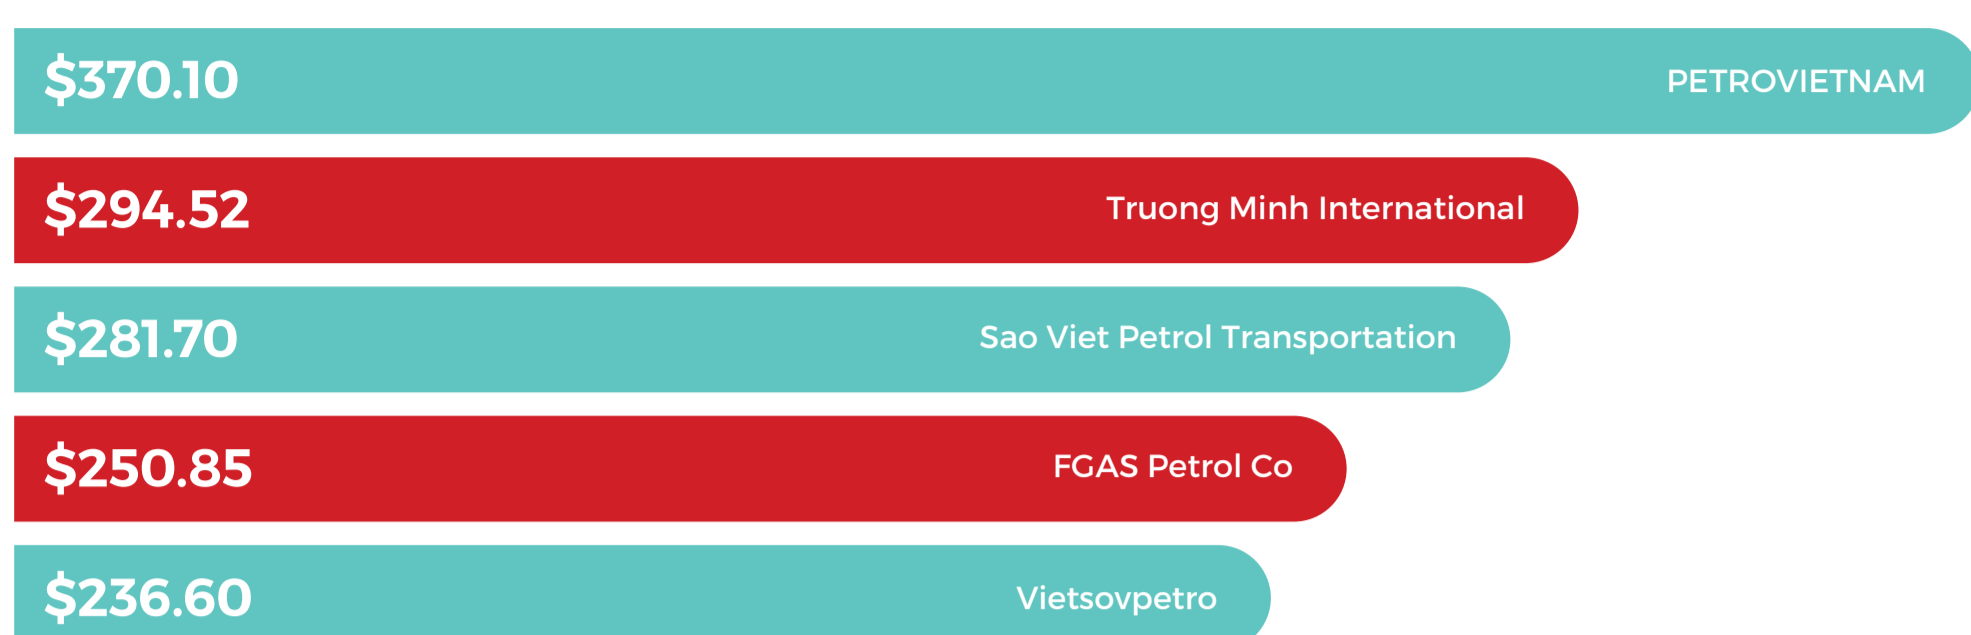 $370.10 PETROVIETNAM
$294.52 Truong Minh International
$281.70 Sao Viet Petrol Transportation
$250.85 FGAS Petrol Co
$236.60 Vietsovpetro